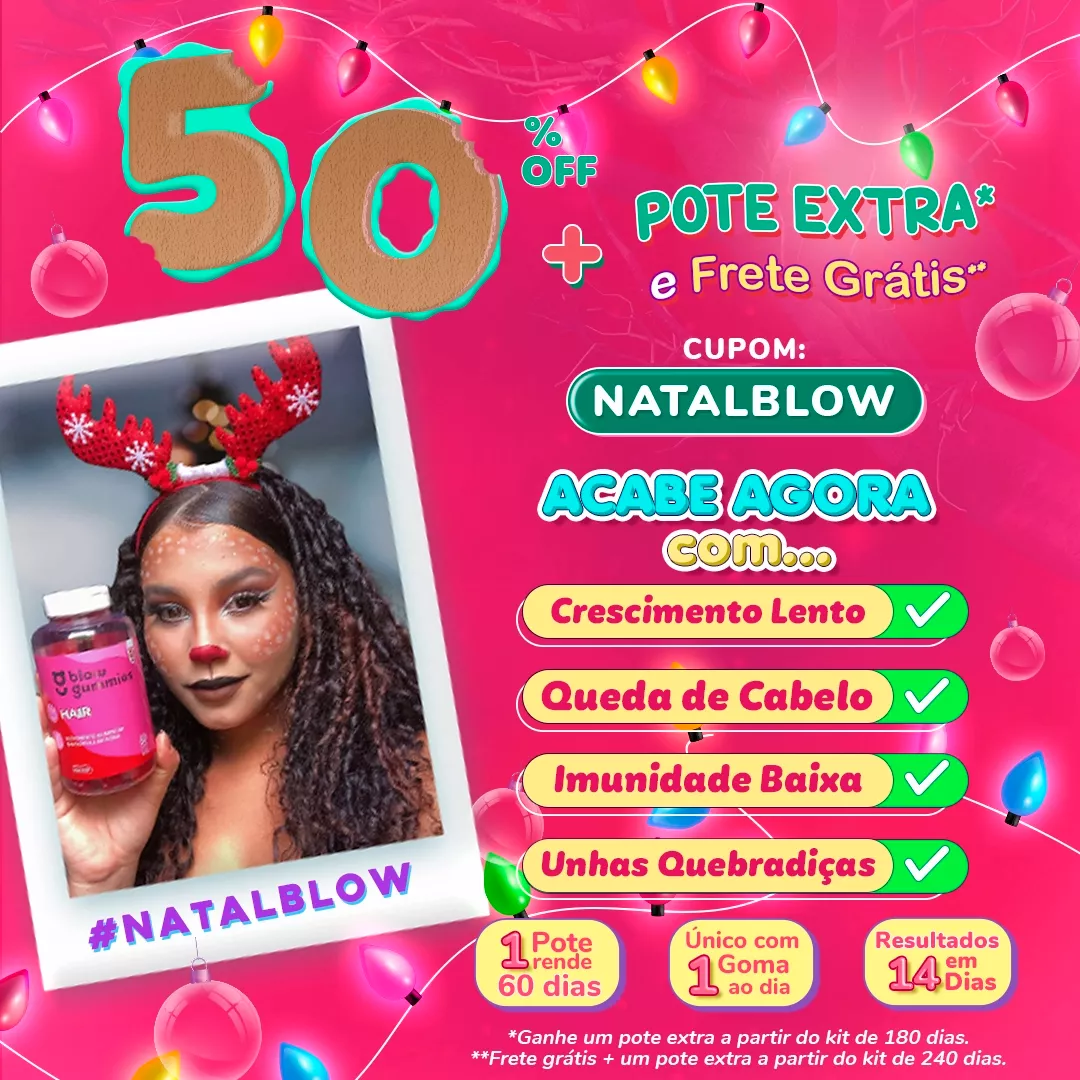 50
%
OFF
+
POTE EXTRA*
e Frete Grátis**
CUPOM:
NATALBLOW
ACABE AGORA
com...
Crescimento Lento
Queda de Cabelo
Imunidade Baixa
Unhas Quebradiças
gummies
HAIR
#NATALBLOW
1 Pote
rende
60 dias
Único com
1 Goma
ao dia
Resultados
14 em
Dias
*Ganhe um pote extra a partir do kit de 180 dias.
**Frete grátis + um pote extra a partir do kit de 240 dias.